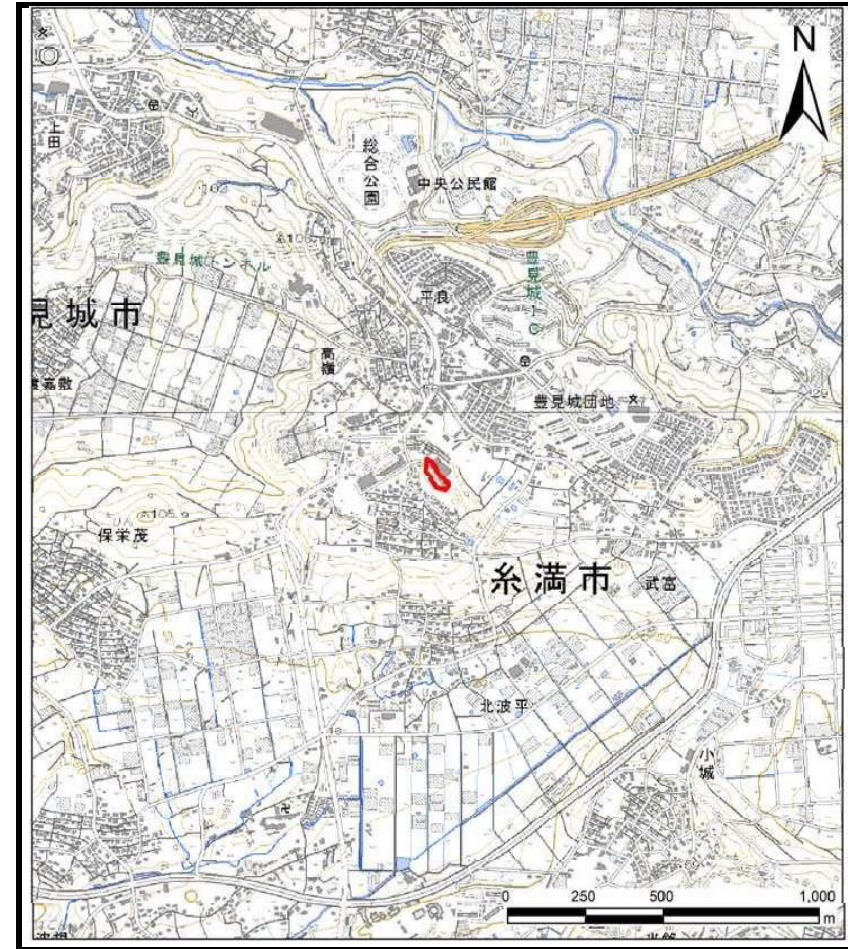 N
上田
総合公園
中央公民館
豊見城トンネル
豊見城IC
平良
見城市
高嶺
豊見城団地
25
105.9
保栄茂
糸満市
武富
北波平
小城
0 250 500 1,000
m